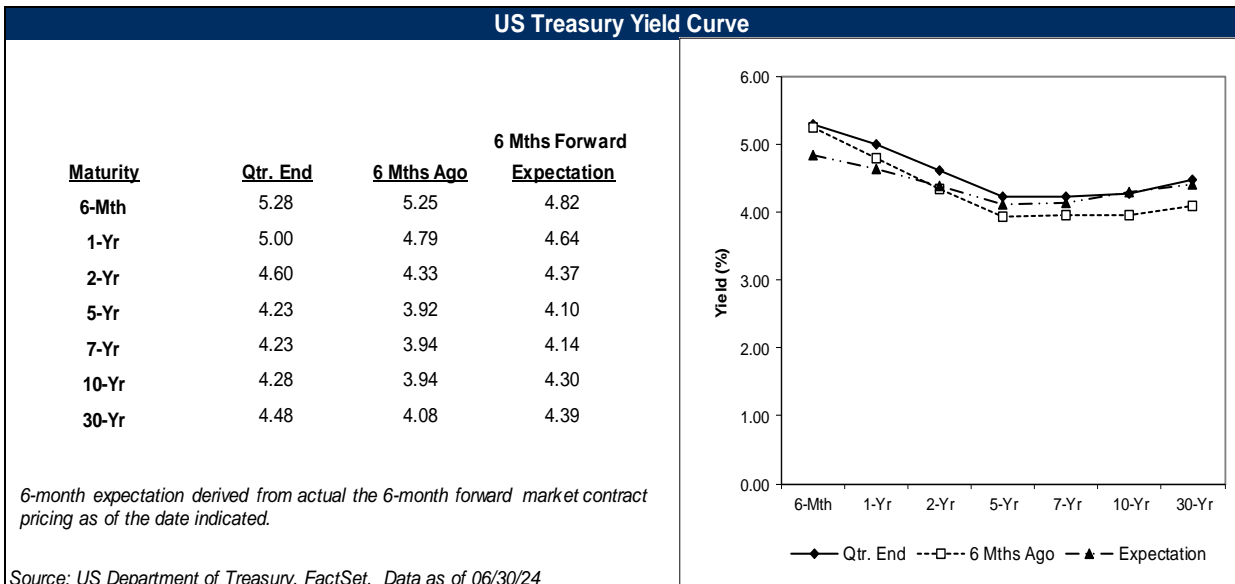 US Treasury Yield Curve
6 Mths Forward
Maturity Qtr. End 6 Mths Ago Expectation
6-Mth 5.28 5.25 4.82
1-Yr 5.00 4.79 4.64
2-Yr 4.60 4.33 4.37
5-Yr 4.23 3.92 4.10
7-Yr 4.23 3.94 4.14
10-Yr 4.28 3.94 4.30
30-Yr 4.48 4.08 4.39
6-month expectation derived from actual the 6-month forward market contract
pricing as of the date indicated.
Source: US Department of Treasury, FactSet. Data as of 06/30/24
6.00
5.00
4.00
3.00
2.00
1.00
0.00
Yield (%)
6-Mth 1-Yr 2-Yr 5-Yr 7-Yr 10-Yr 30-Yr
Qtr. End 6 Mths Ago Expectation